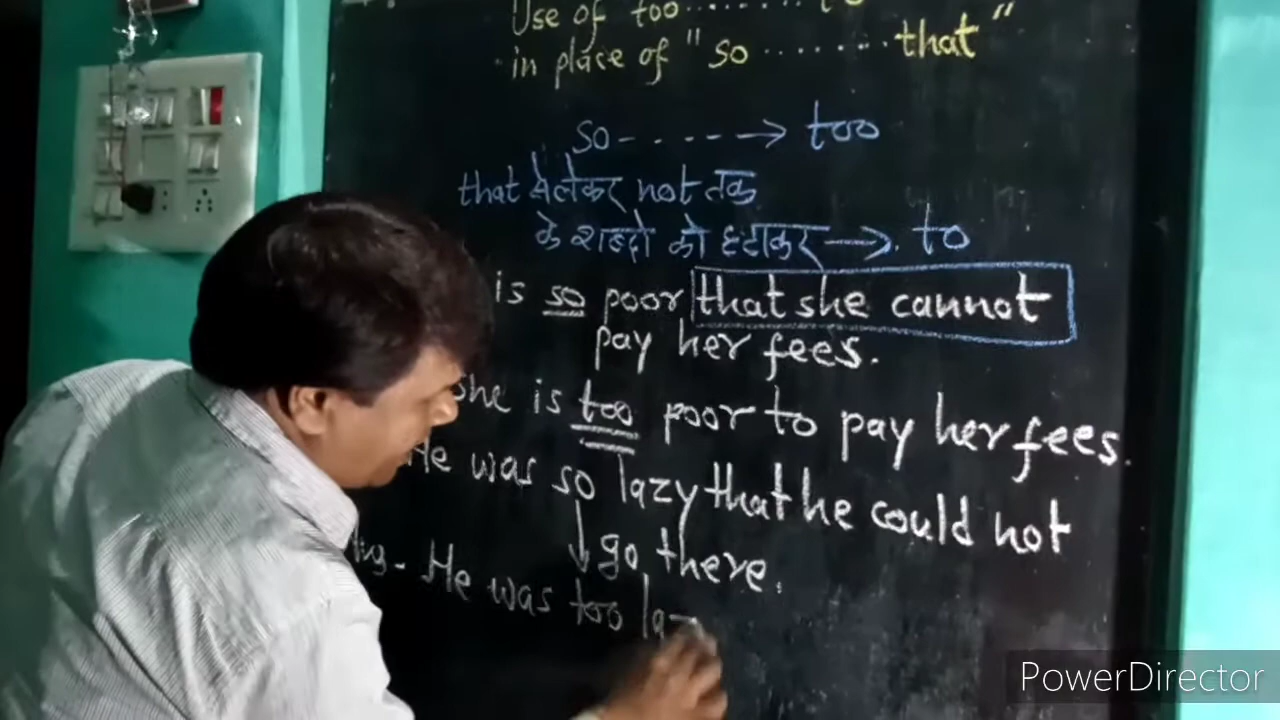 Use of too........ to
in place of "so ........ that"
so- ----→ too
that से लेकर not तक
के शब्दो को हटाकर → to
is so poor that she cannot
pay her fees.
She is too poor to pay her fees.
He was so lazy that he could not
go there.
Ans- He was too laz
PowerDirector